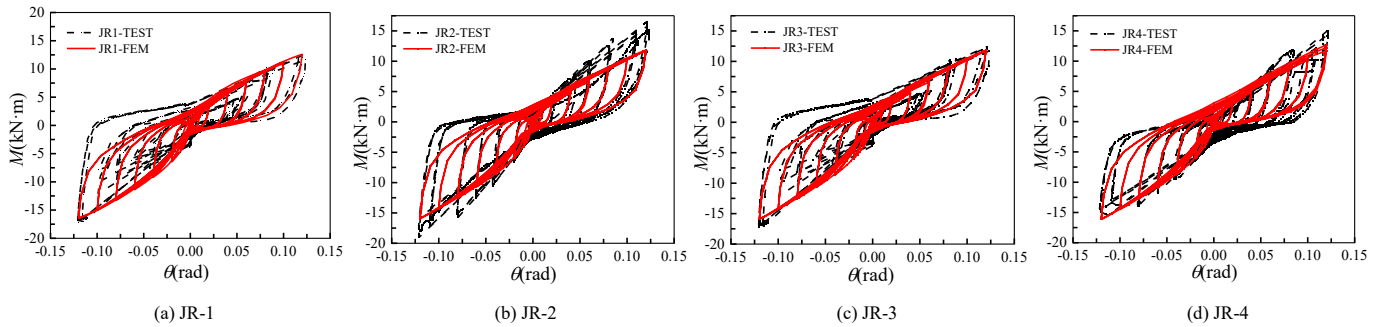 JR1-TEST
JR1-FEM
20
15
10
5
0
-5
-10
-15
20
M(kN·m)
-0.15 -0.10 -0.05 0.00 0.05 0.10 0.15
θ(rad)
(a) JR-1
JR2-TEST
JR2-FEM
15
10
5
0
-5
-10
-15
-20
M(kN·m)
-0.15 -0.10 -0.05 0.00 0.05 0.10 0.15
θ(rad)
(b) JR-2
JR3-TEST
JR3-FEM
15
10
5
0
-5
-10
-15
-20
M(kN·m)
-0.15 -0.10 -0.05 0.00 0.05 0.10 0.15
θ(rad)
(c) JR-3
JR4-TEST
JR4-FEM
15
10
5
0
-5
-10
-15
-20
M(kN·m)
-0.15 -0.10 -0.05 0.00 0.05 0.10 0.15
θ(rad)
(d) JR-4